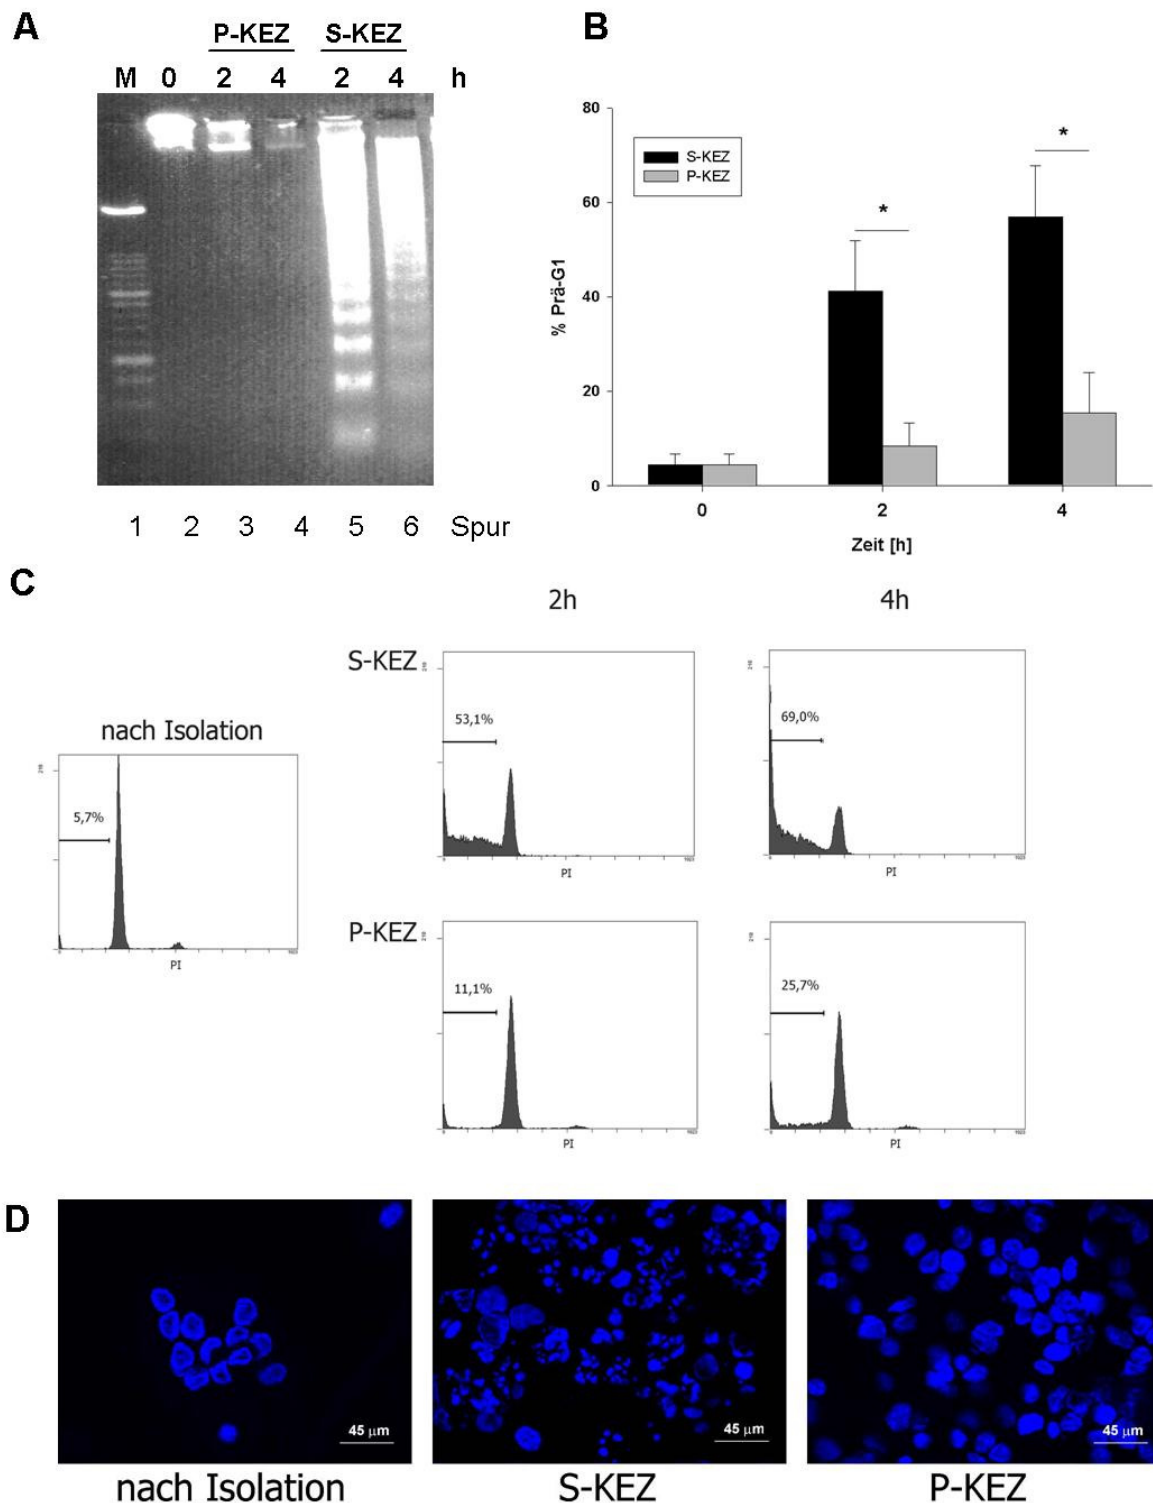 A
P-KEZ S-KEZ
M 0 2 4 2 4 h
1 2 3 4 5 6 Spur
B
80
60
40
20
0
% Prä-G1
S-KEZ
P-KEZ
*
*
0 2 4
Zeit [h]
C
2h 4h
S-KEZ
nach Isolation
53,1%
69,0%
5,7%
PI
PI
PI
P-KEZ
11,1%
25,7%
PI
PI
D
45 µm
45 µm
45 µm
nach Isolation S-KEZ P-KEZ